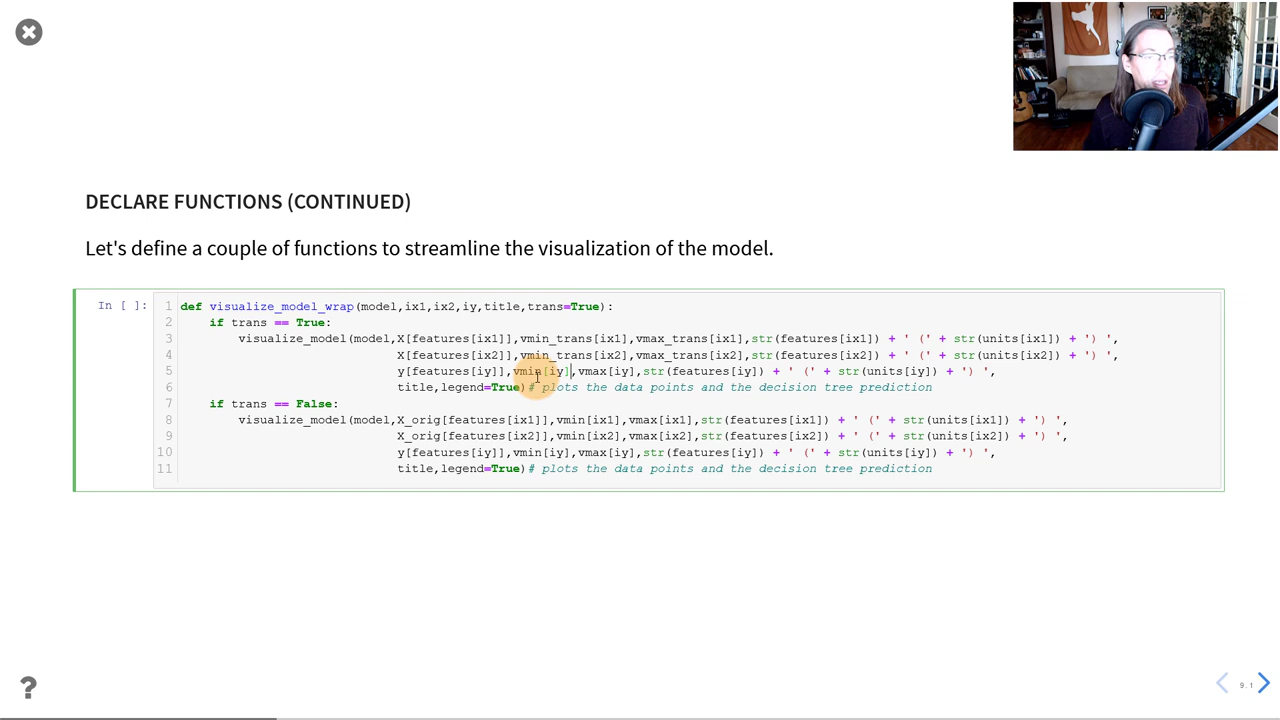 DECLARE FUNCTIONS (CONTINUED)
Let's define a couple of functions to streamline the visualization of the model.
In [ ]:
1 def visualize_model_wrap(model,ix1,ix2,iy,title,trans=True):
2 if trans == True:
3 visualize_model(model,X[features[ix1]],vmin_trans[ix1],vmax_trans[ix1],str(features[ix1]) + ' (' + str(units[ix1]) + ') ',
4 X[features[ix2]],vmin_trans[ix2],vmax_trans[ix2],str(features[ix2]) + ' (' + str(units[ix2]) + ') ',
5 y[features[iy]],vmin[iy],vmax[iy],str(features[iy]) + ' (' + str(units[iy]) + ') ',
6 title,legend=True)# plots the data points and the decision tree prediction
7 if trans == False:
8 visualize_model(model,X_orig[features[ix1]],vmin[ix1],vmax[ix1],str(features[ix1]) + ' (' + str(units[ix1]) + ') ',
9 X_orig[features[ix2]],vmin[ix2],vmax[ix2],str(features[ix2]) + ' (' + str(units[ix2]) + ') ',
10 y[features[iy]],vmin[iy],vmax[iy],str(features[iy]) + ' (' + str(units[iy]) + ') ',
11 title,legend=True)# plots the data points and the decision tree prediction
?
9.1